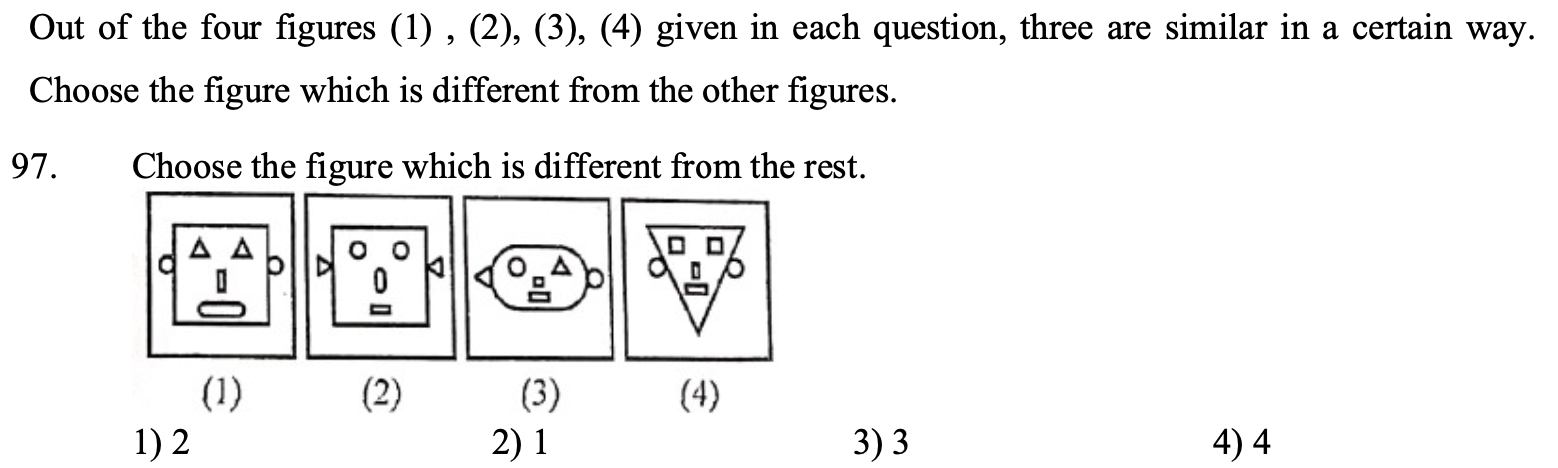 Out of the four figures (1) , (2), (3), (4) given in each question, three are similar in a certain way.
Choose the figure which is different from the other figures.
97. Choose the figure which is different from the rest.
(1) (2) (3) (4)
1) 2 2) 1 3) 3 4) 4